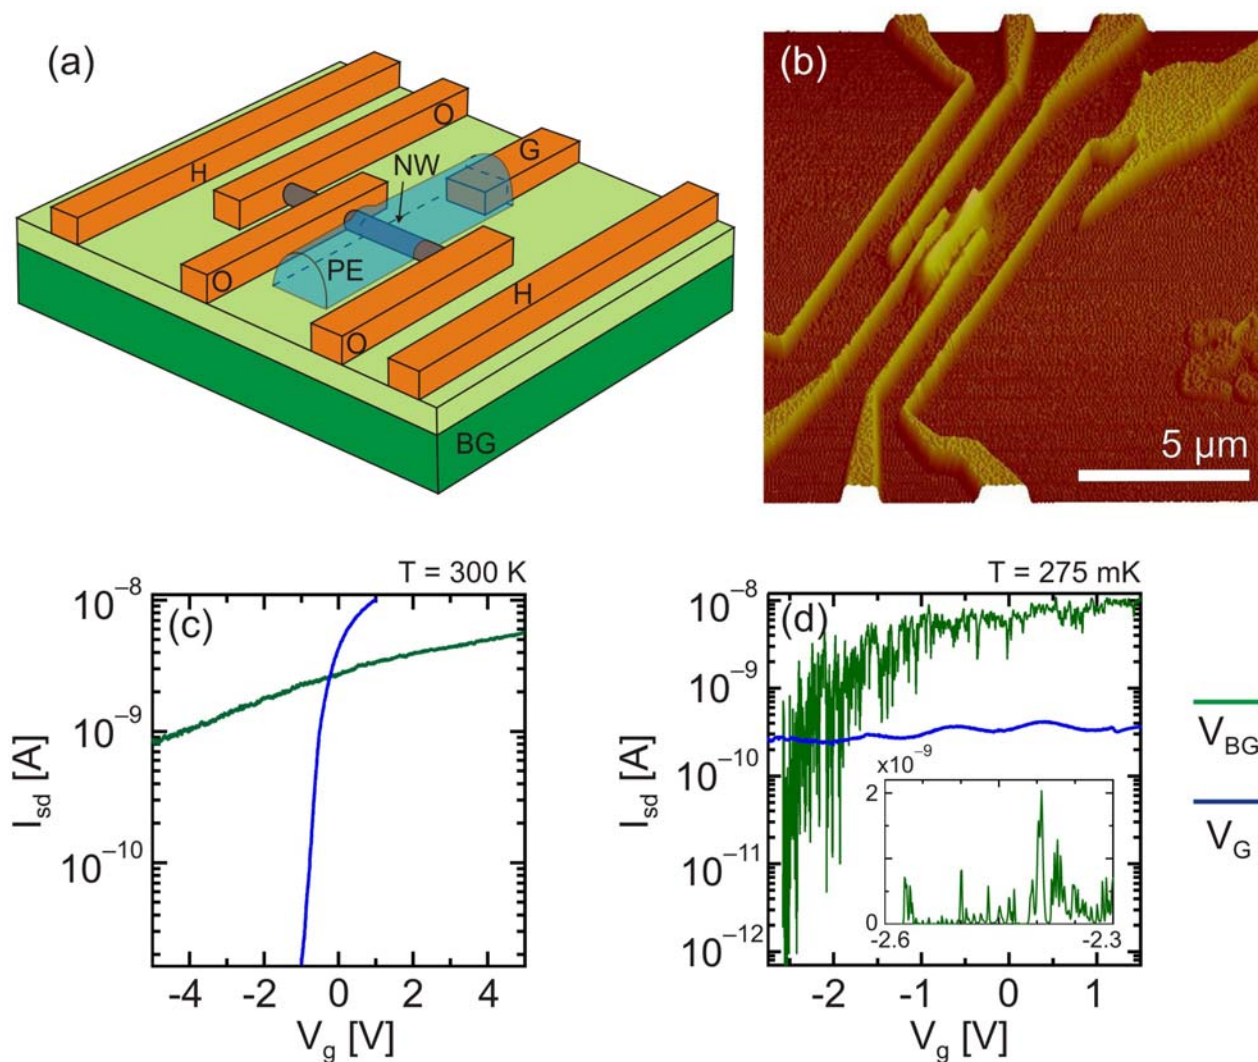 (a)
H
O
G
NW
O
PE
H
O
BG
(b)
5 µm
T = 300 K
(c)
10⁻⁸
10⁻⁹
10⁻¹⁰
I_sd [A]
-4 -2 0 2 4
V_g [V]
T = 275 mK
(d)
10⁻⁸
10⁻⁹
10⁻¹⁰
10⁻¹¹
10⁻¹²
I_sd [A]
x10⁻⁹
2
0
-2.6 -2.3
-2 -1 0 1
V_g [V]
V_BG
V_G